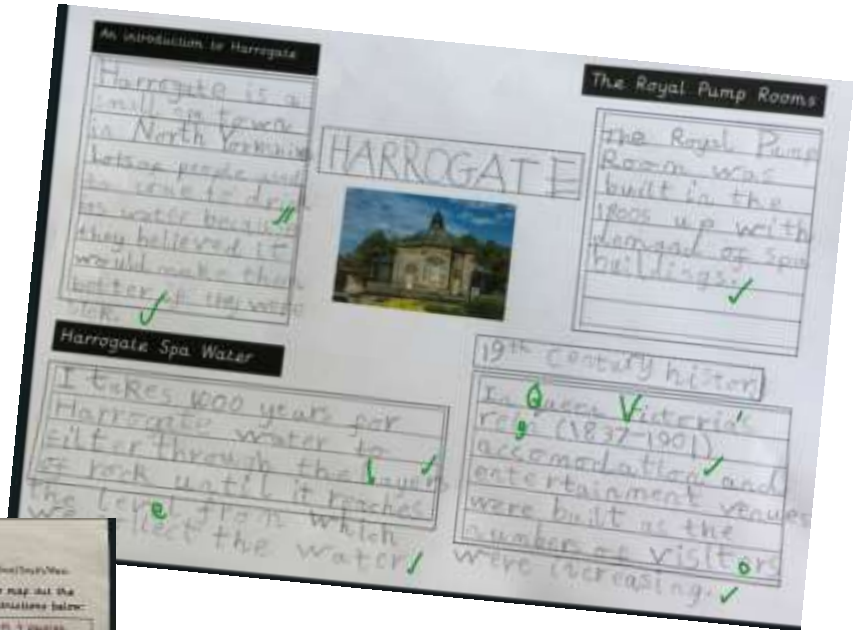 An introduction to Harrogate
Harrogate is a
small spa town
in North Yorkshire
Lots of people used
to come to drink
its water because
they believed it
would make them
better if they were
sick.
HARROGATE
The Royal Pump Rooms
The Royal Pump
Room was
built in the
1800s up with
demand of spa
buildings.
Harrogate Spa Water
I takes 1000 years for
Harrogate water to
filter through the layers
of rock until it reaches
the level from which
we collect the water
19th Century history
In Queen Victoria's
reign (1837-1901)
accomodation and
entertainment venues
were built as the
numbers of visitors
were increasing.
map out the
instructions below: